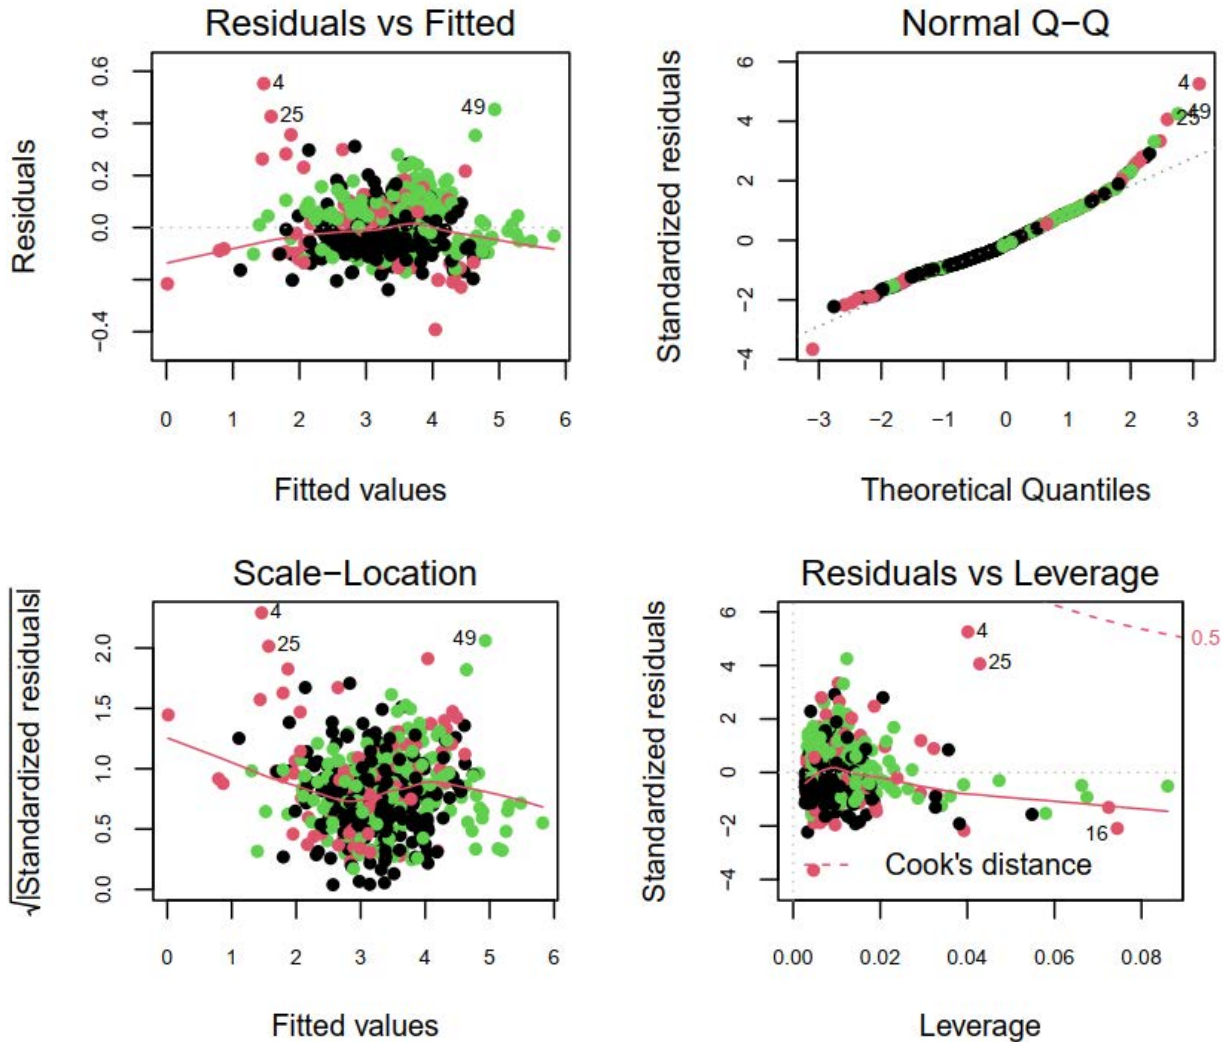 Residuals vs Fitted
Residuals
0.6
0.4
0.2
0.0
−0.4
4
25
49
0 1 2 3 4 5 6
Fitted values
Normal Q−Q
Standardized residuals
6
4
2
0
−2
−4
4
25
49
−3 −2 −1 0 1 2 3
Theoretical Quantiles
Scale−Location
√|Standardized residuals|
2.0
1.5
1.0
0.5
0.0
4
25
49
0 1 2 3 4 5 6
Fitted values
Residuals vs Leverage
Standardized residuals
6
4
2
0
−2
−4
4
25
16
0.5
Cook's distance
0.00 0.02 0.04 0.06 0.08
Leverage